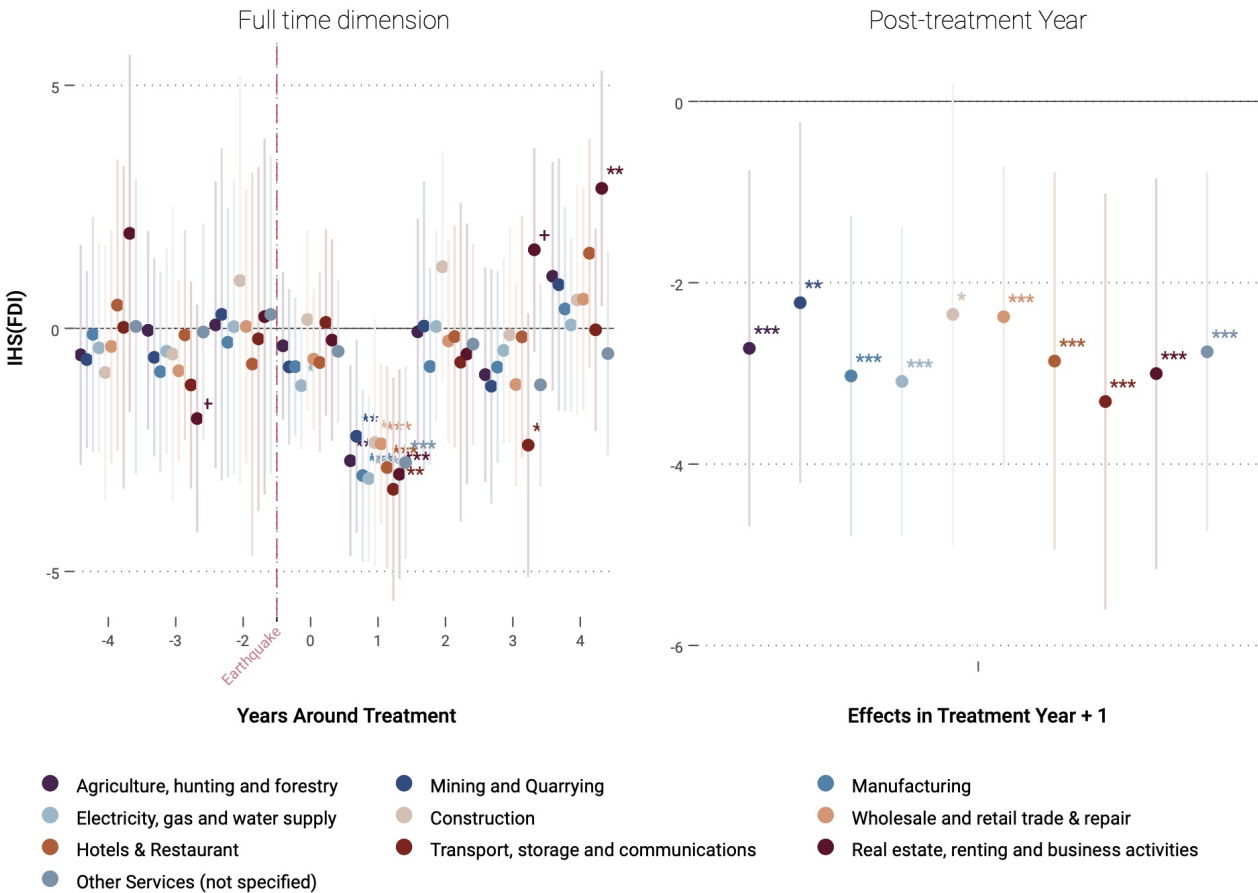 Full time dimension
Post-treatment Year
IHS(FDI)
5
0
-5
-4
-3
-2
0
1
2
3
4
Earthquake
+
**
+
*
***
**
0
-2
-4
-6
***
**
***
***
*
***
***
***
***
***
Years Around Treatment
Effects in Treatment Year + 1
Agriculture, hunting and forestry
Mining and Quarrying
Manufacturing
Electricity, gas and water supply
Construction
Wholesale and retail trade & repair
Hotels & Restaurant
Transport, storage and communications
Real estate, renting and business activities
Other Services (not specified)